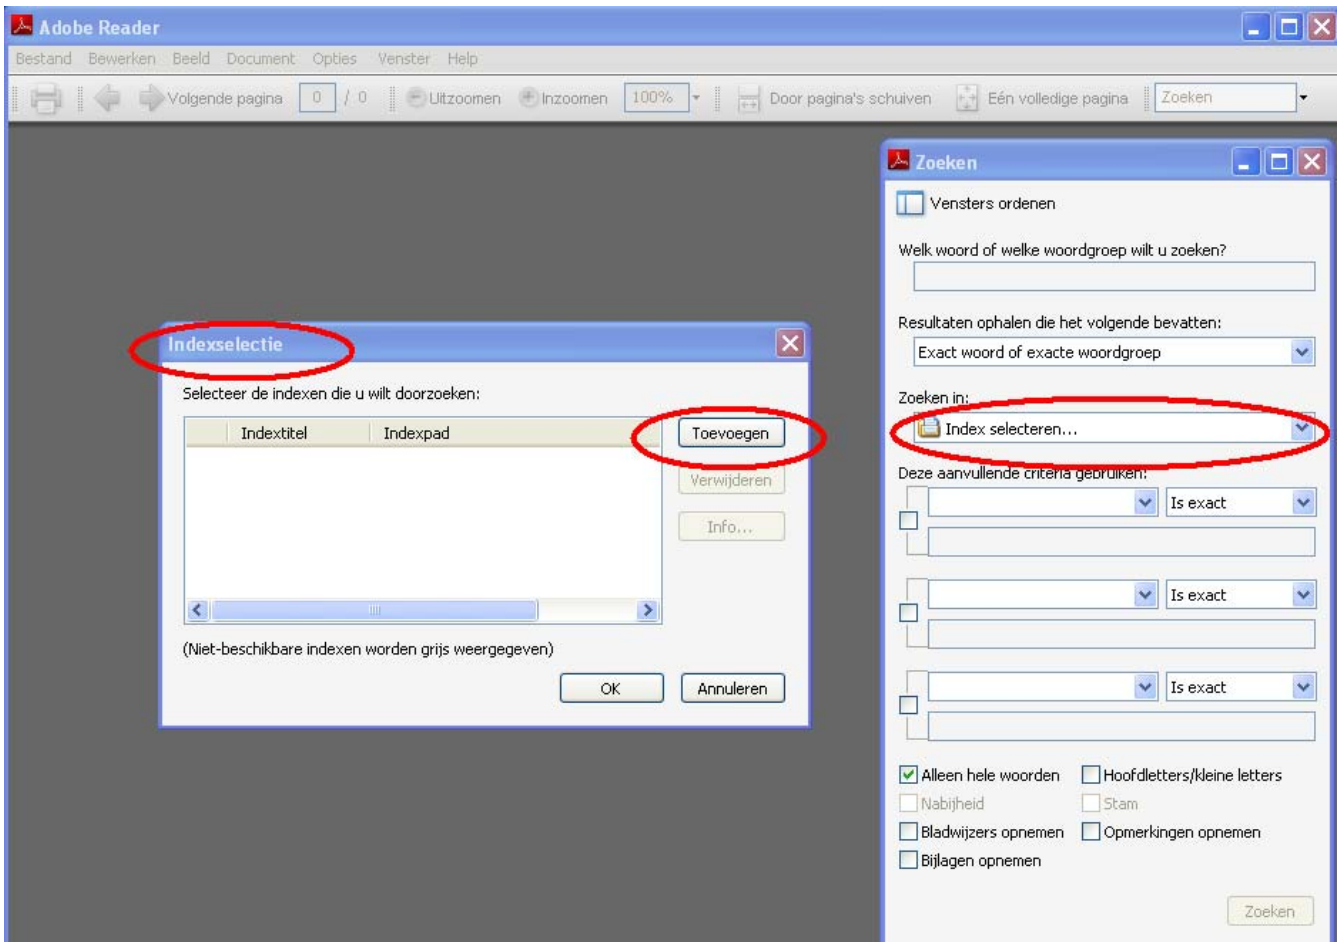 Adobe Reader
Bestand Bewerken Beeld Document Opties Venster Help
Volgende pagina 0 / 0 Uitzoomen Inzoomen 100% Door pagina's schuiven Eén volledige pagina Zoeken
Indexselectie
Selecteer de indexen die u wilt doorzoeken:
Indextitel Indexpad
Toevoegen
Verwijderen
Info...
(Niet-beschikbare indexen worden grijs weergegeven)
OK Annuleren
Zoeken
Vensters ordenen
Welk woord of welke woordgroep wilt u zoeken?
Resultaten ophalen die het volgende bevatten:
Exact woord of exacte woordgroep
Zoeken in:
Index selecteren...
Deze aanvullende criteria gebruiken:
Is exact
Is exact
Is exact
Alleen hele woorden Hoofdletters/kleine letters
Nabijheid Stam
Bladwijzers opnemen Opmerkingen opnemen
Bijlagen opnemen
Zoeken